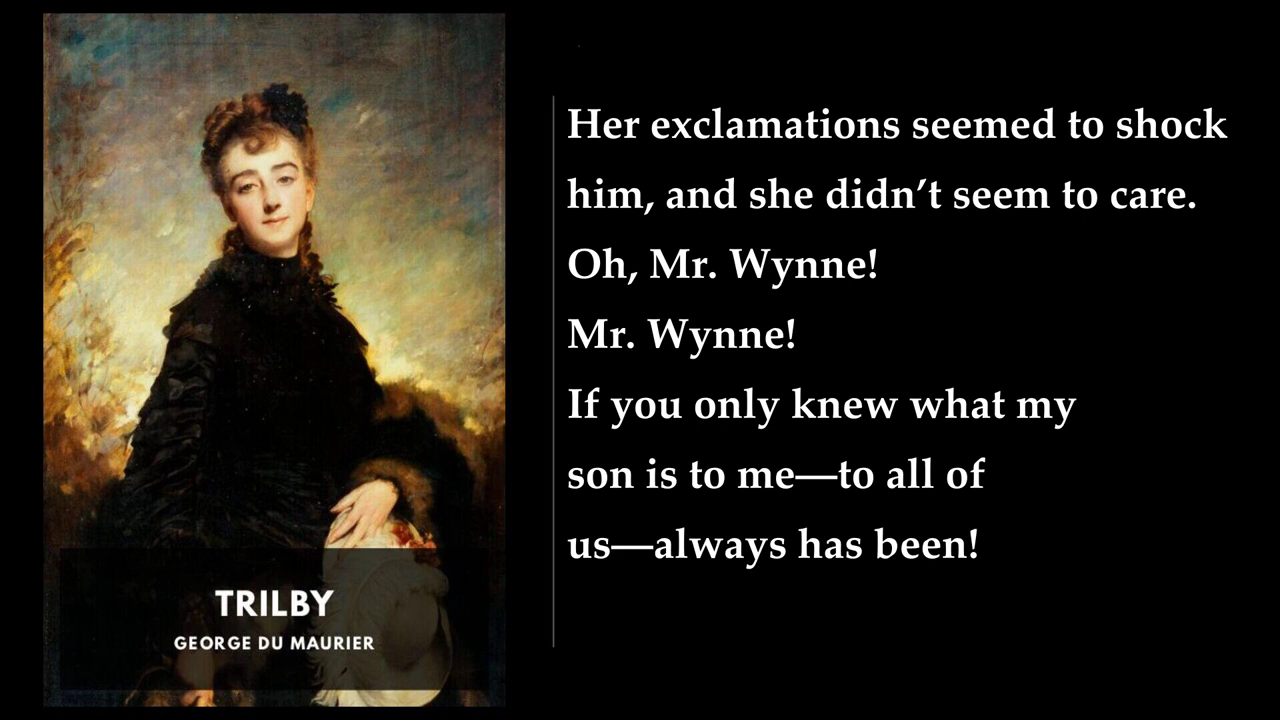 TRILBY
GEORGE DU MAURIER
Her exclamations seemed to shock
him, and she didn’t seem to care.
Oh, Mr. Wynne!
Mr. Wynne!
If you only knew what my
son is to me—to all of
us—always has been!